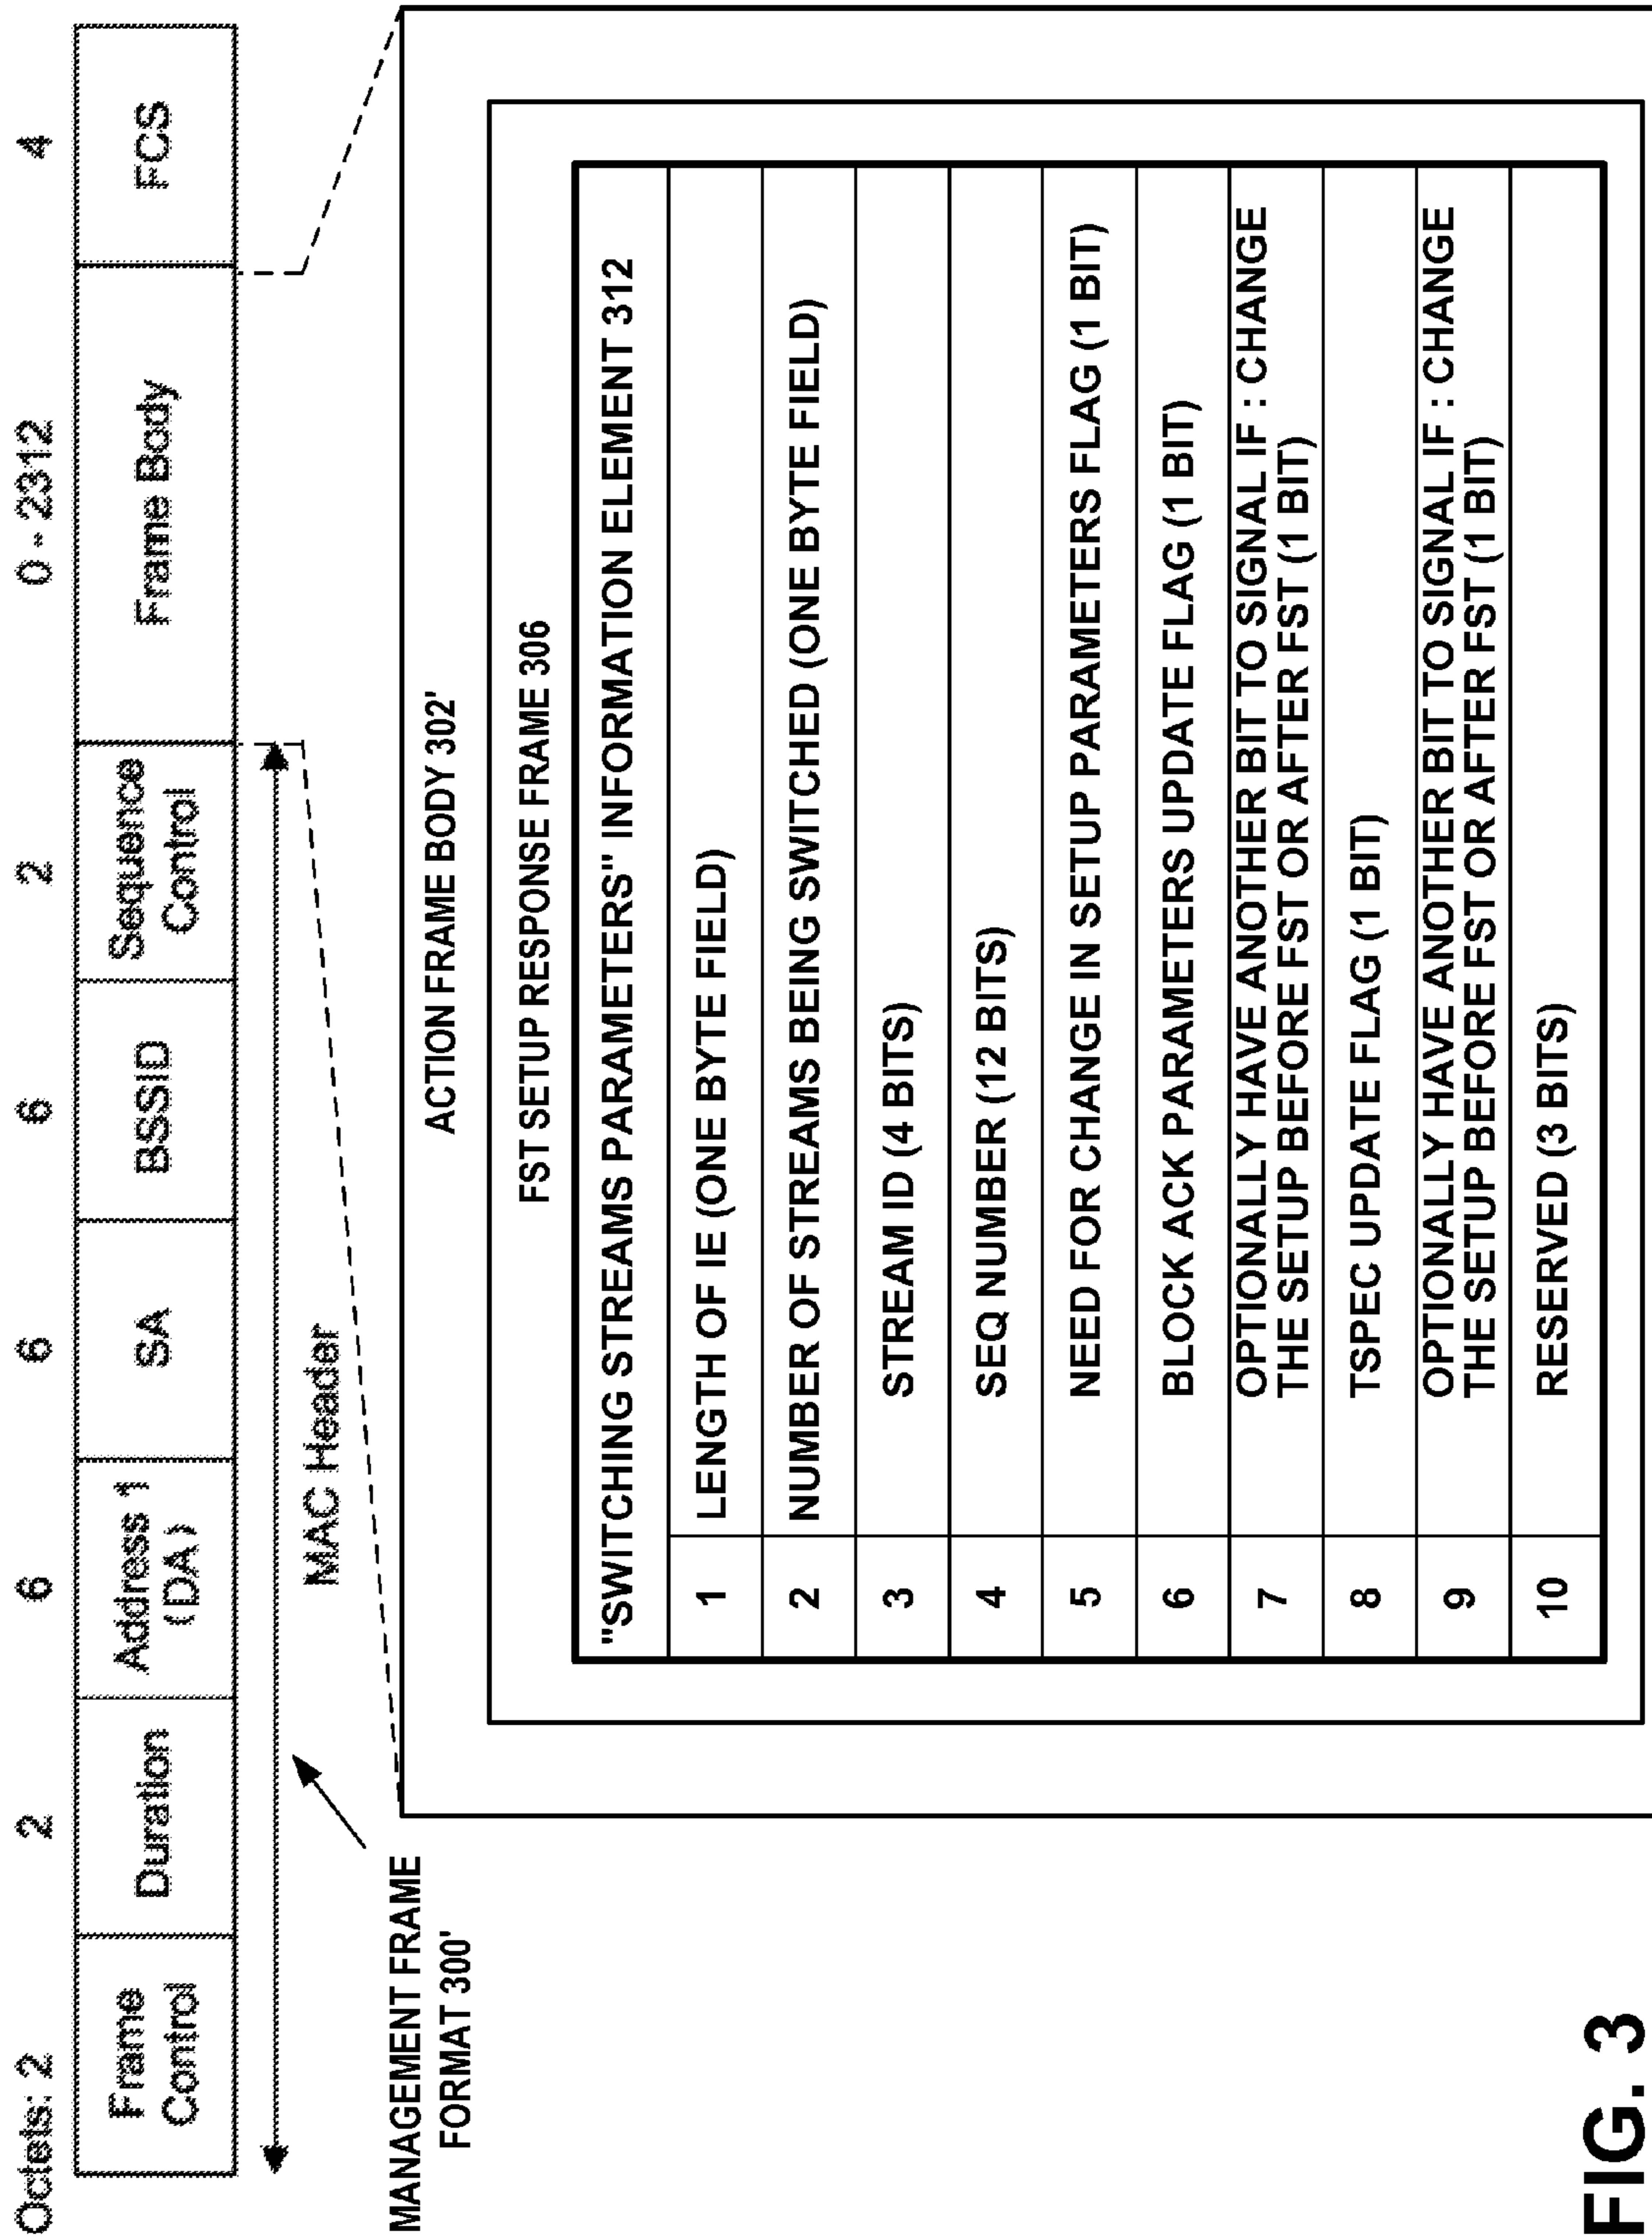 Octets: 2 2 6 6 6 2 0 - 2312 4
Frame Control Duration Address 1 (DA) SA BSSID Sequence Control Frame Body FCS
MAC Header
MANAGEMENT FRAME
FORMAT 300'
ACTION FRAME BODY 302'
FST SETUP RESPONSE FRAME 306
"SWITCHING STREAMS PARAMETERS" INFORMATION ELEMENT 312
1 LENGTH OF IE (ONE BYTE FIELD)
2 NUMBER OF STREAMS BEING SWITCHED (ONE BYTE FIELD)
3 STREAM ID (4 BITS)
4 SEQ NUMBER (12 BITS)
5 NEED FOR CHANGE IN SETUP PARAMETERS FLAG (1 BIT)
6 BLOCK ACK PARAMETERS UPDATE FLAG (1 BIT)
7 OPTIONALLY HAVE ANOTHER BIT TO SIGNAL IF : CHANGE
THE SETUP BEFORE FST OR AFTER FST (1 BIT)
8 TSPEC UPDATE FLAG (1 BIT)
9 OPTIONALLY HAVE ANOTHER BIT TO SIGNAL IF : CHANGE
THE SETUP BEFORE FST OR AFTER FST (1 BIT)
10 RESERVED (3 BITS)
FIG. 3